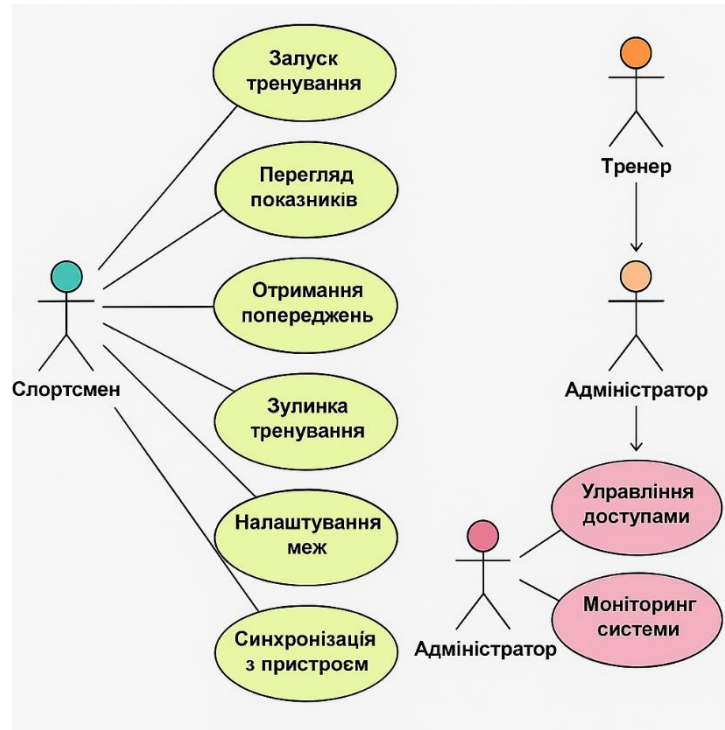 Залуск
тренування
Перегляд
показників
Отримання
попереджень
Слортсмен
Зулинка
тренування
Налаштування
меж
Синхронізація
з пристроєм
Тренер
Адміністратор
Управління
доступами
Адміністратор
Моніторинг
системи